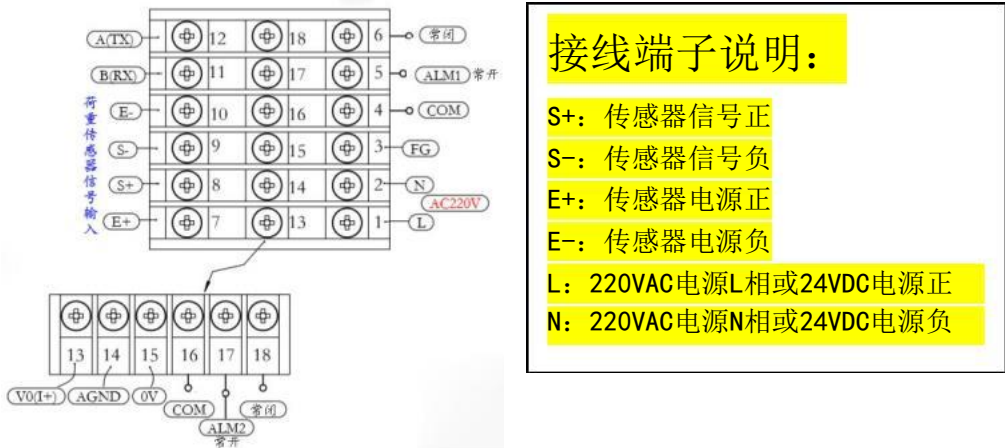 A(TX) 12 18 6 常闭
B(RX) 11 17 5 ALM1 常开
E- 10 16 4 COM
S- 9 15 3 FG
S+ 8 14 2 N
AC220V
E+ 7 13 1 L
荷重传感器信号输入
13 14 15 16 17 18
V0(I+) AGND 0V
COM 常闭
ALM2
常开
接线端子说明：
S+：传感器信号正
S-：传感器信号负
E+：传感器电源正
E-：传感器电源负
L：220VAC电源L相或24VDC电源正
N：220VAC电源N相或24VDC电源负